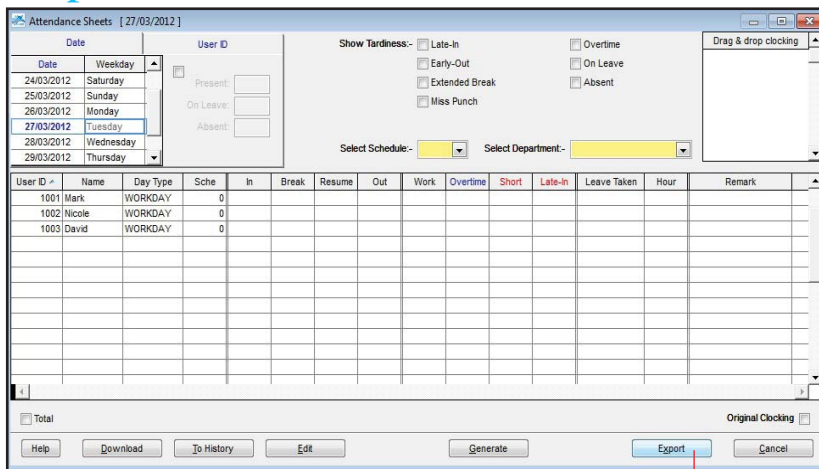 Attendance Sheets [ 27/03/2012 ]
Date
User ID
Date Weekday
24/03/2012 Saturday
25/03/2012 Sunday
26/03/2012 Monday
27/03/2012 Tuesday
28/03/2012 Wednesday
29/03/2012 Thursday
Present:
On Leave:
Absent:
Show Tardiness:- Late-In Overtime
Early-Out On Leave
Extended Break Absent
Miss Punch
Select Schedule:- Select Department:-
Drag & drop clocking
User ID Name Day Type Sche In Break Resume Out Work Overtime Short Late-In Leave Taken Hour Remark
1001 Mark WORKDAY 0
1002 Nicole WORKDAY 0
1003 David WORKDAY 0
Total Original Clocking
Help Download To History Edit Generate Export Cancel